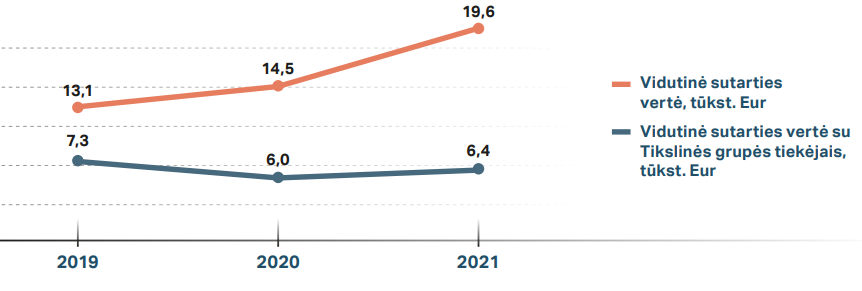 19,6
14,5
13,1
7,3
6,0
6,4
2019
2020
2021
Vidutinė sutarties
vertė, tūkst. Eur
Vidutinė sutarties vertė su
Tikslinės grupės tiekėjais,
tūkst. Eur